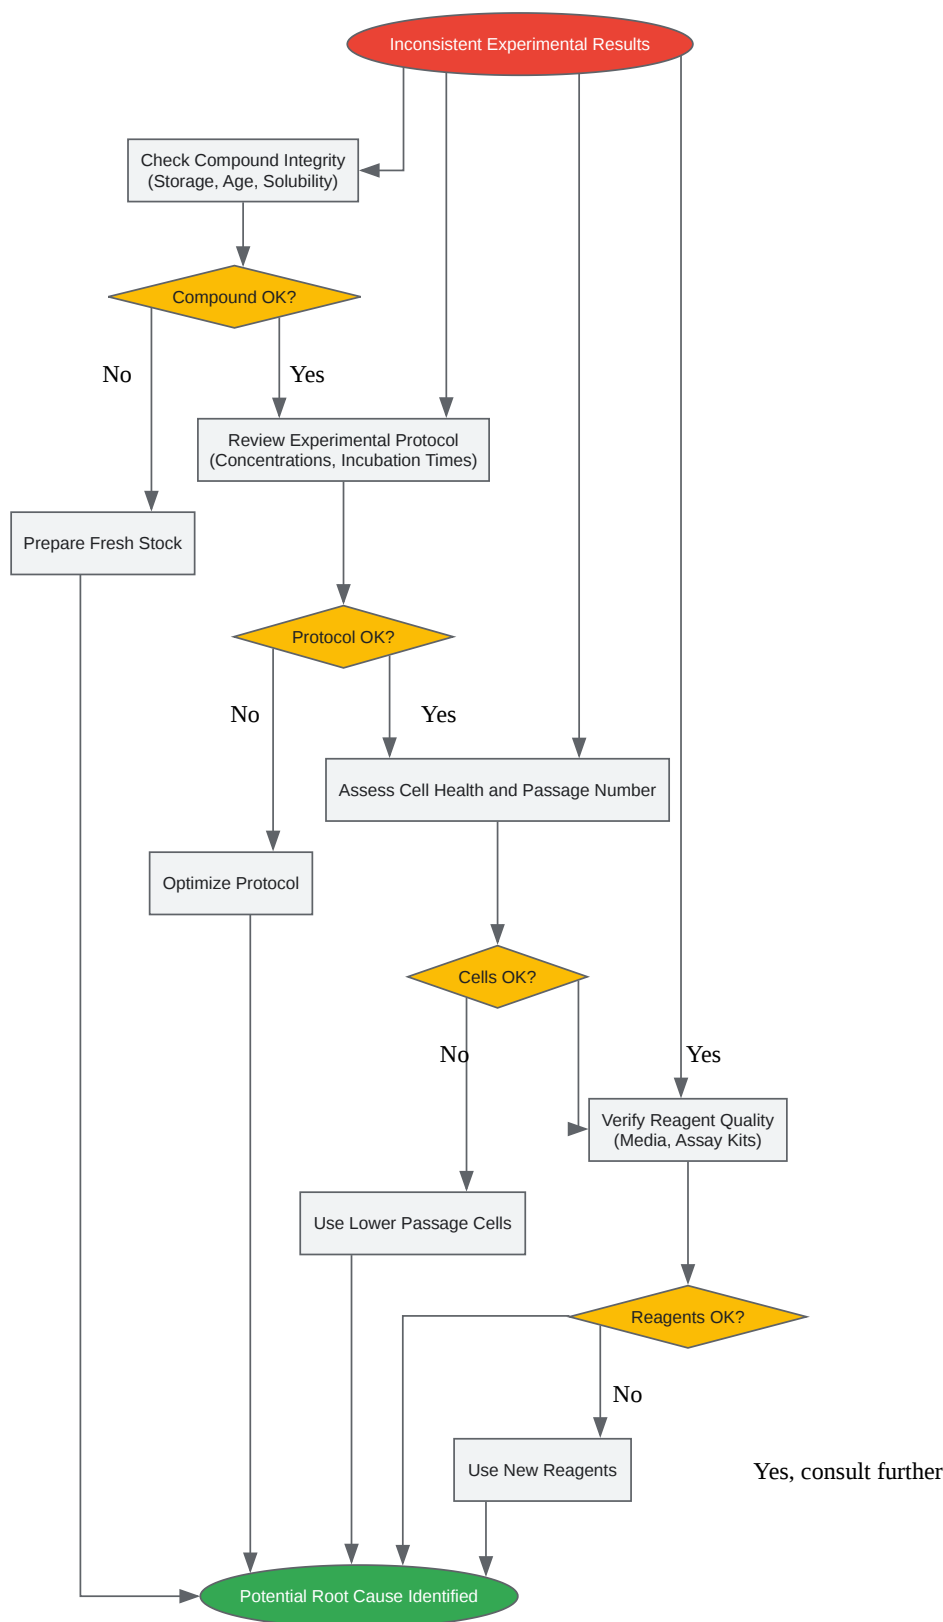 Inconsistent Experimental Results
Check Compound Integrity
(Storage, Age, Solubility)
Compound OK?
No
Yes
Review Experimental Protocol
(Concentrations, Incubation Times)
Prepare Fresh Stock
Protocol OK?
No
Yes
Assess Cell Health and Passage Number
Optimize Protocol
Cells OK?
No
Yes
Verify Reagent Quality
(Media, Assay Kits)
Use Lower Passage Cells
Reagents OK?
No
Use New Reagents
Yes, consult further
Potential Root Cause Identified